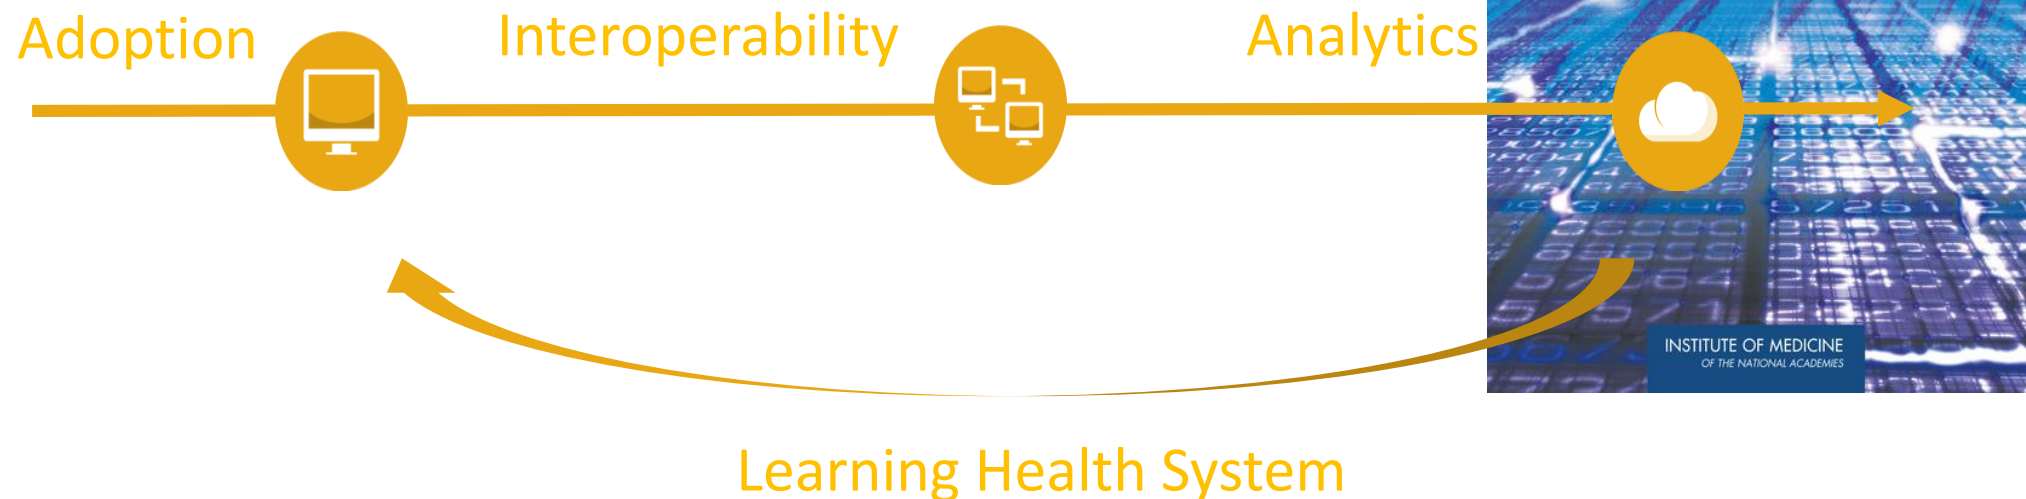 Adoption
Interoperability
Analytics
INSTITUTE OF MEDICINE
OF THE NATIONAL ACADEMIES
Learning Health System